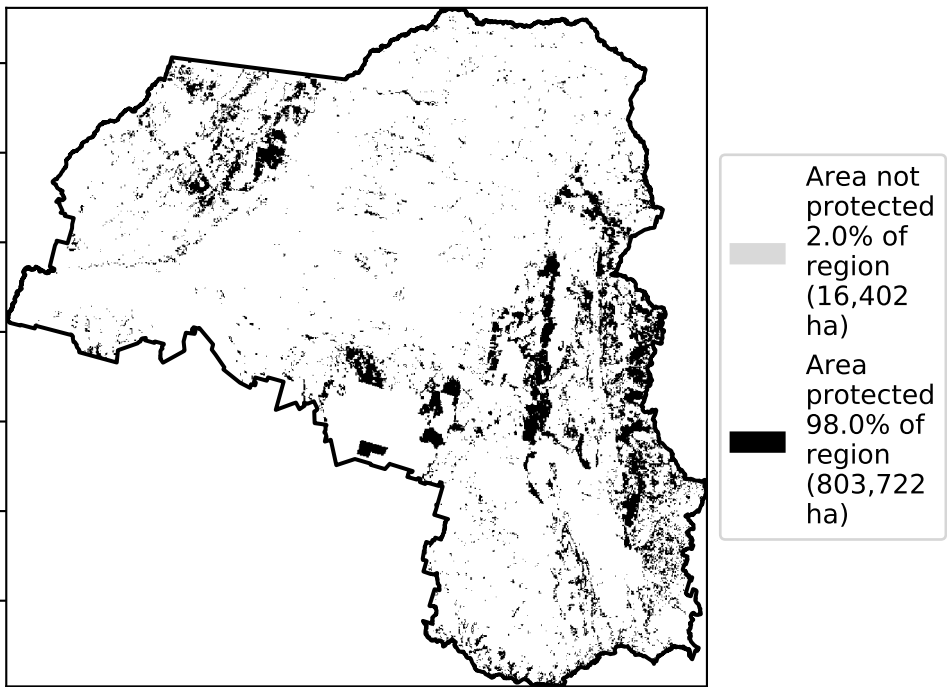 Area not
protected
2.0% of
region
(16,402
ha)
Area
protected
98.0% of
region
(803,722
ha)